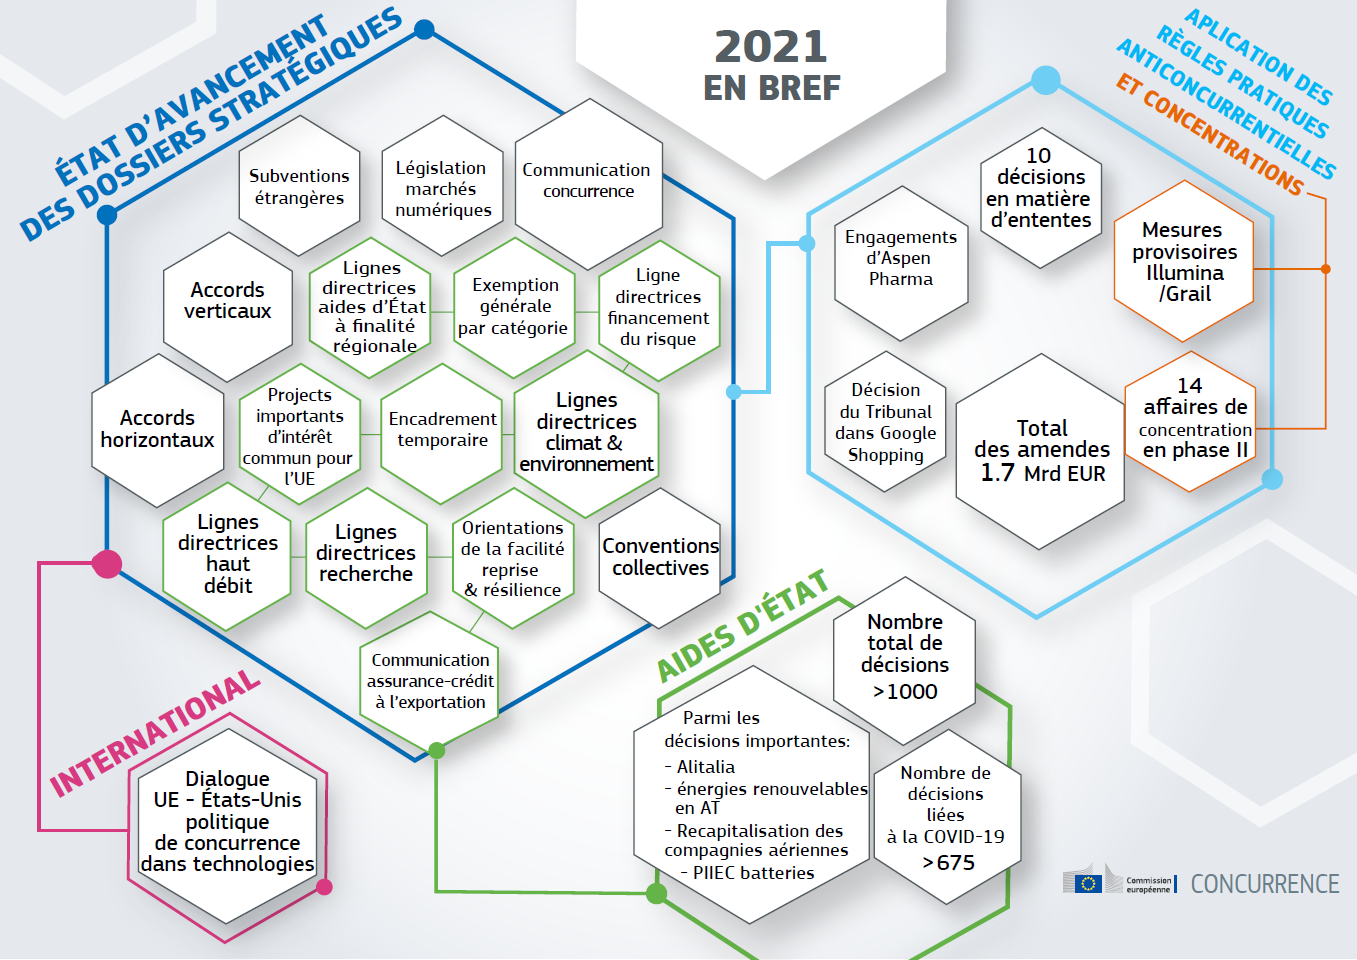 2021
EN BREF
ÉTAT D'AVANCEMENT
DES DOSSIERS STRATÉGIQUES
Subventions
étrangères
Législation
marchés
numériques
Communication
concurrence
Accords
verticaux
Lignes
directrices
aides d'État
à finalité
régionale
Exemption
générale
par catégorie
Ligne
directrices
financement
du risque
Accords
horizontaux
Projects
importants
d'intérêt
commun pour
l'UE
Encadrement
temporaire
Lignes
directrices
climat &
environnement
Lignes
directrices
haut
débit
Lignes
directrices
recherche
Orientations
de la facilité
reprise
& résilience
Conventions
collectives
Communication
assurance-crédit
à l'exportation
APLICATION DES
RÈGLES PRATIQUES
ANTICONCURRENTIELLES
ET CONCENTRATIONS
10
décisions
en matière
d'ententes
Engagements
d'Aspen
Pharma
Mesures
provisoires
Illumina
/Grail
Décision
du Tribunal
dans Google
Shopping
Total
des amendes
1.7 Mrd EUR
14
affaires de
concentration
en phase II
INTERNATIONAL
Dialogue
UE - États-Unis
politique
de concurrence
dans technologies
AIDES D'ÉTAT
Nombre
total de
décisions
>1000
Parmi les
décisions importantes:
- Alitalia
- énergies renouvelables
en AT
- Recapitalisation des
compagnies aériennes
- PIIEC batteries
Nombre de
décisions
liées
à la COVID-19
>675
Commission
européenne
CONCURRENCE